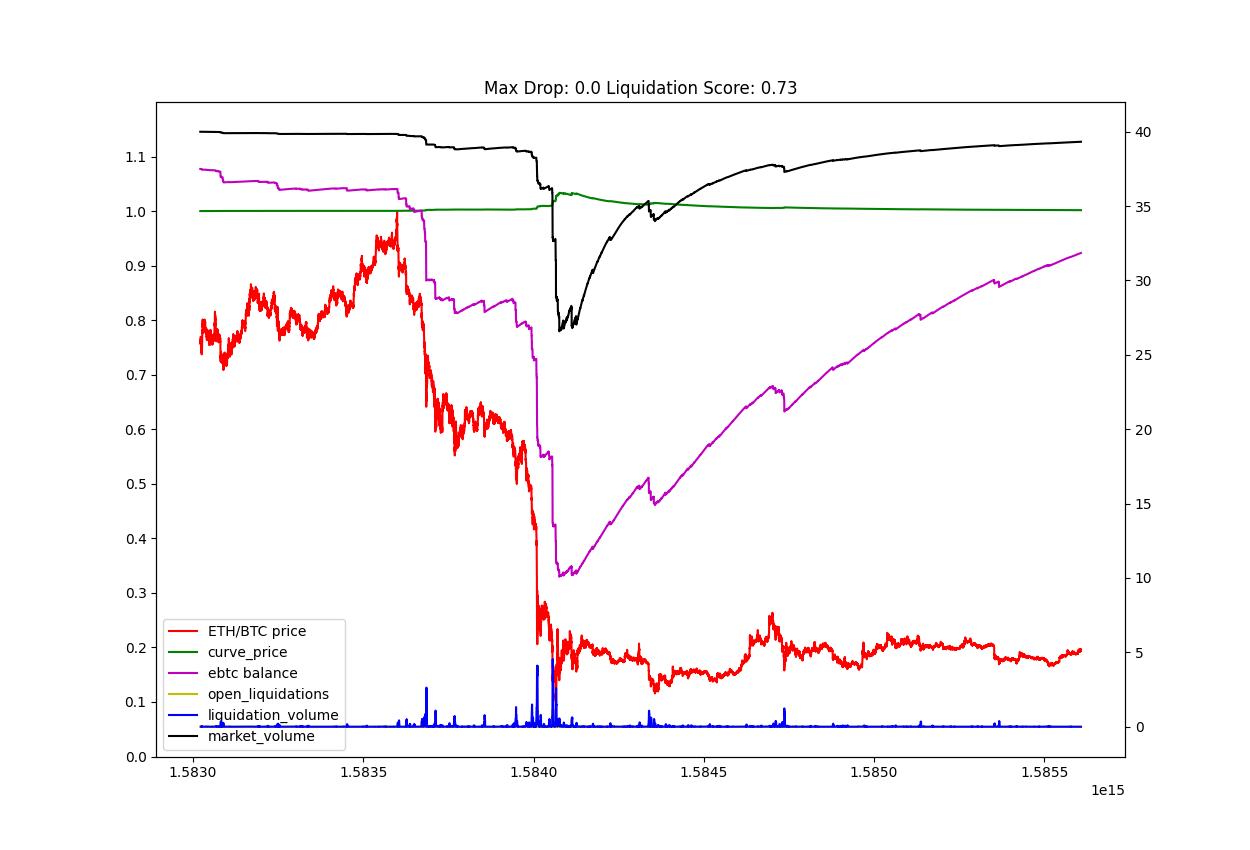 Max Drop: 0.0 Liquidation Score: 0.73
1.1
1.0
0.9
0.8
0.7
0.6
0.5
0.4
0.3
0.2
0.1
0.0
40
35
30
25
20
15
10
5
0
ETH/BTC price
curve_price
ebtc balance
open_liquidations
liquidation_volume
market_volume
1.5830 1.5835 1.5840 1.5845 1.5850 1.5855
1e15